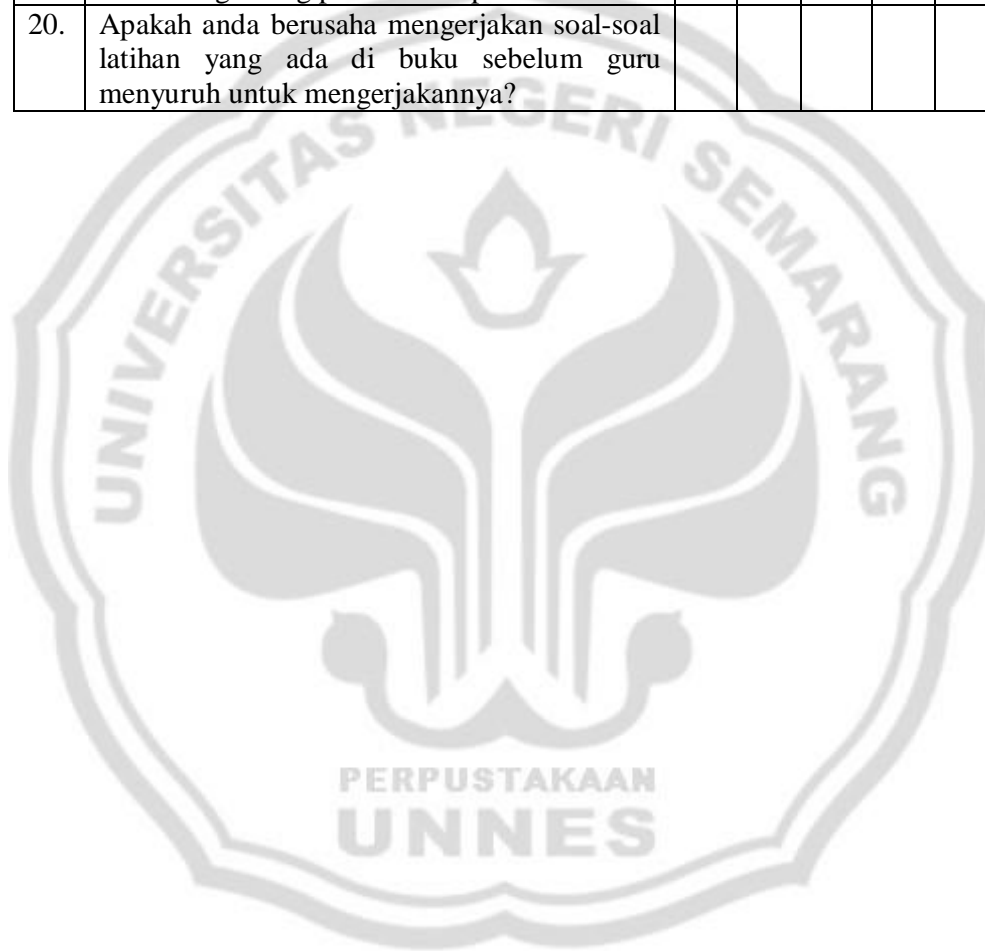 20. Apakah anda berusaha mengerjakan soal-soal
latihan yang ada di buku sebelum guru
menyuruh untuk mengerjakannya?
UNIVERSITAS NEGERI SEMARANG
PERPUSTAKAAN
UNNES